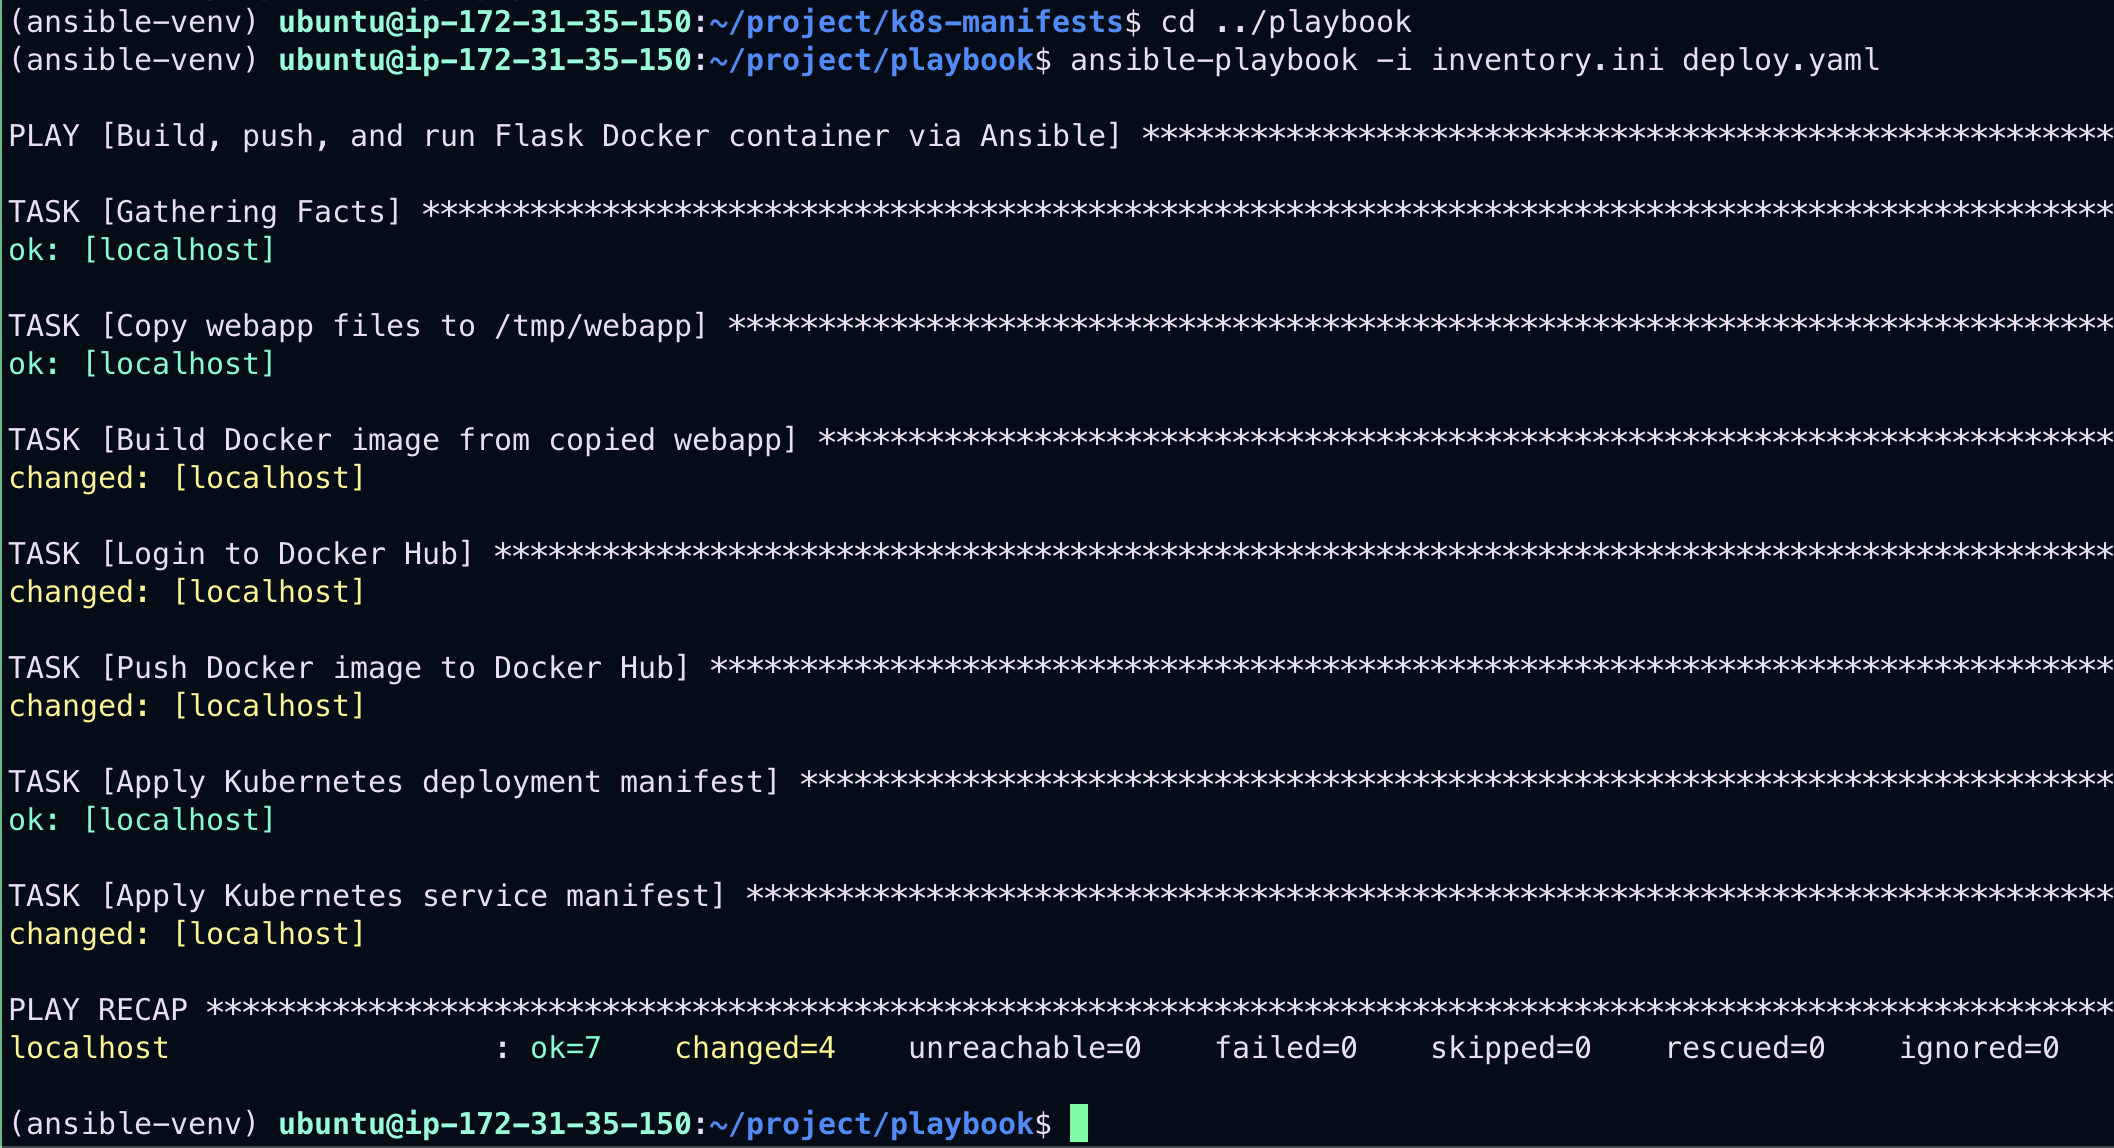 (ansible-venv) ubuntu@ip-172-31-35-150:~/project/k8s-manifests$ cd ../playbook
(ansible-venv) ubuntu@ip-172-31-35-150:~/project/playbook$ ansible-playbook -i inventory.ini deploy.yaml
PLAY [Build, push, and run Flask Docker container via Ansible] ******************************************************
TASK [Gathering Facts] **********************************************************************************************
ok: [localhost]
TASK [Copy webapp files to /tmp/webapp] *****************************************************************************
ok: [localhost]
TASK [Build Docker image from copied webapp] ************************************************************************
changed: [localhost]
TASK [Login to Docker Hub] ******************************************************************************************
changed: [localhost]
TASK [Push Docker image to Docker Hub] ******************************************************************************
changed: [localhost]
TASK [Apply Kubernetes deployment manifest] *************************************************************************
ok: [localhost]
TASK [Apply Kubernetes service manifest] ****************************************************************************
changed: [localhost]
PLAY RECAP **********************************************************************************************************
localhost                  : ok=7    changed=4    unreachable=0    failed=0    skipped=0    rescued=0    ignored=0
(ansible-venv) ubuntu@ip-172-31-35-150:~/project/playbook$